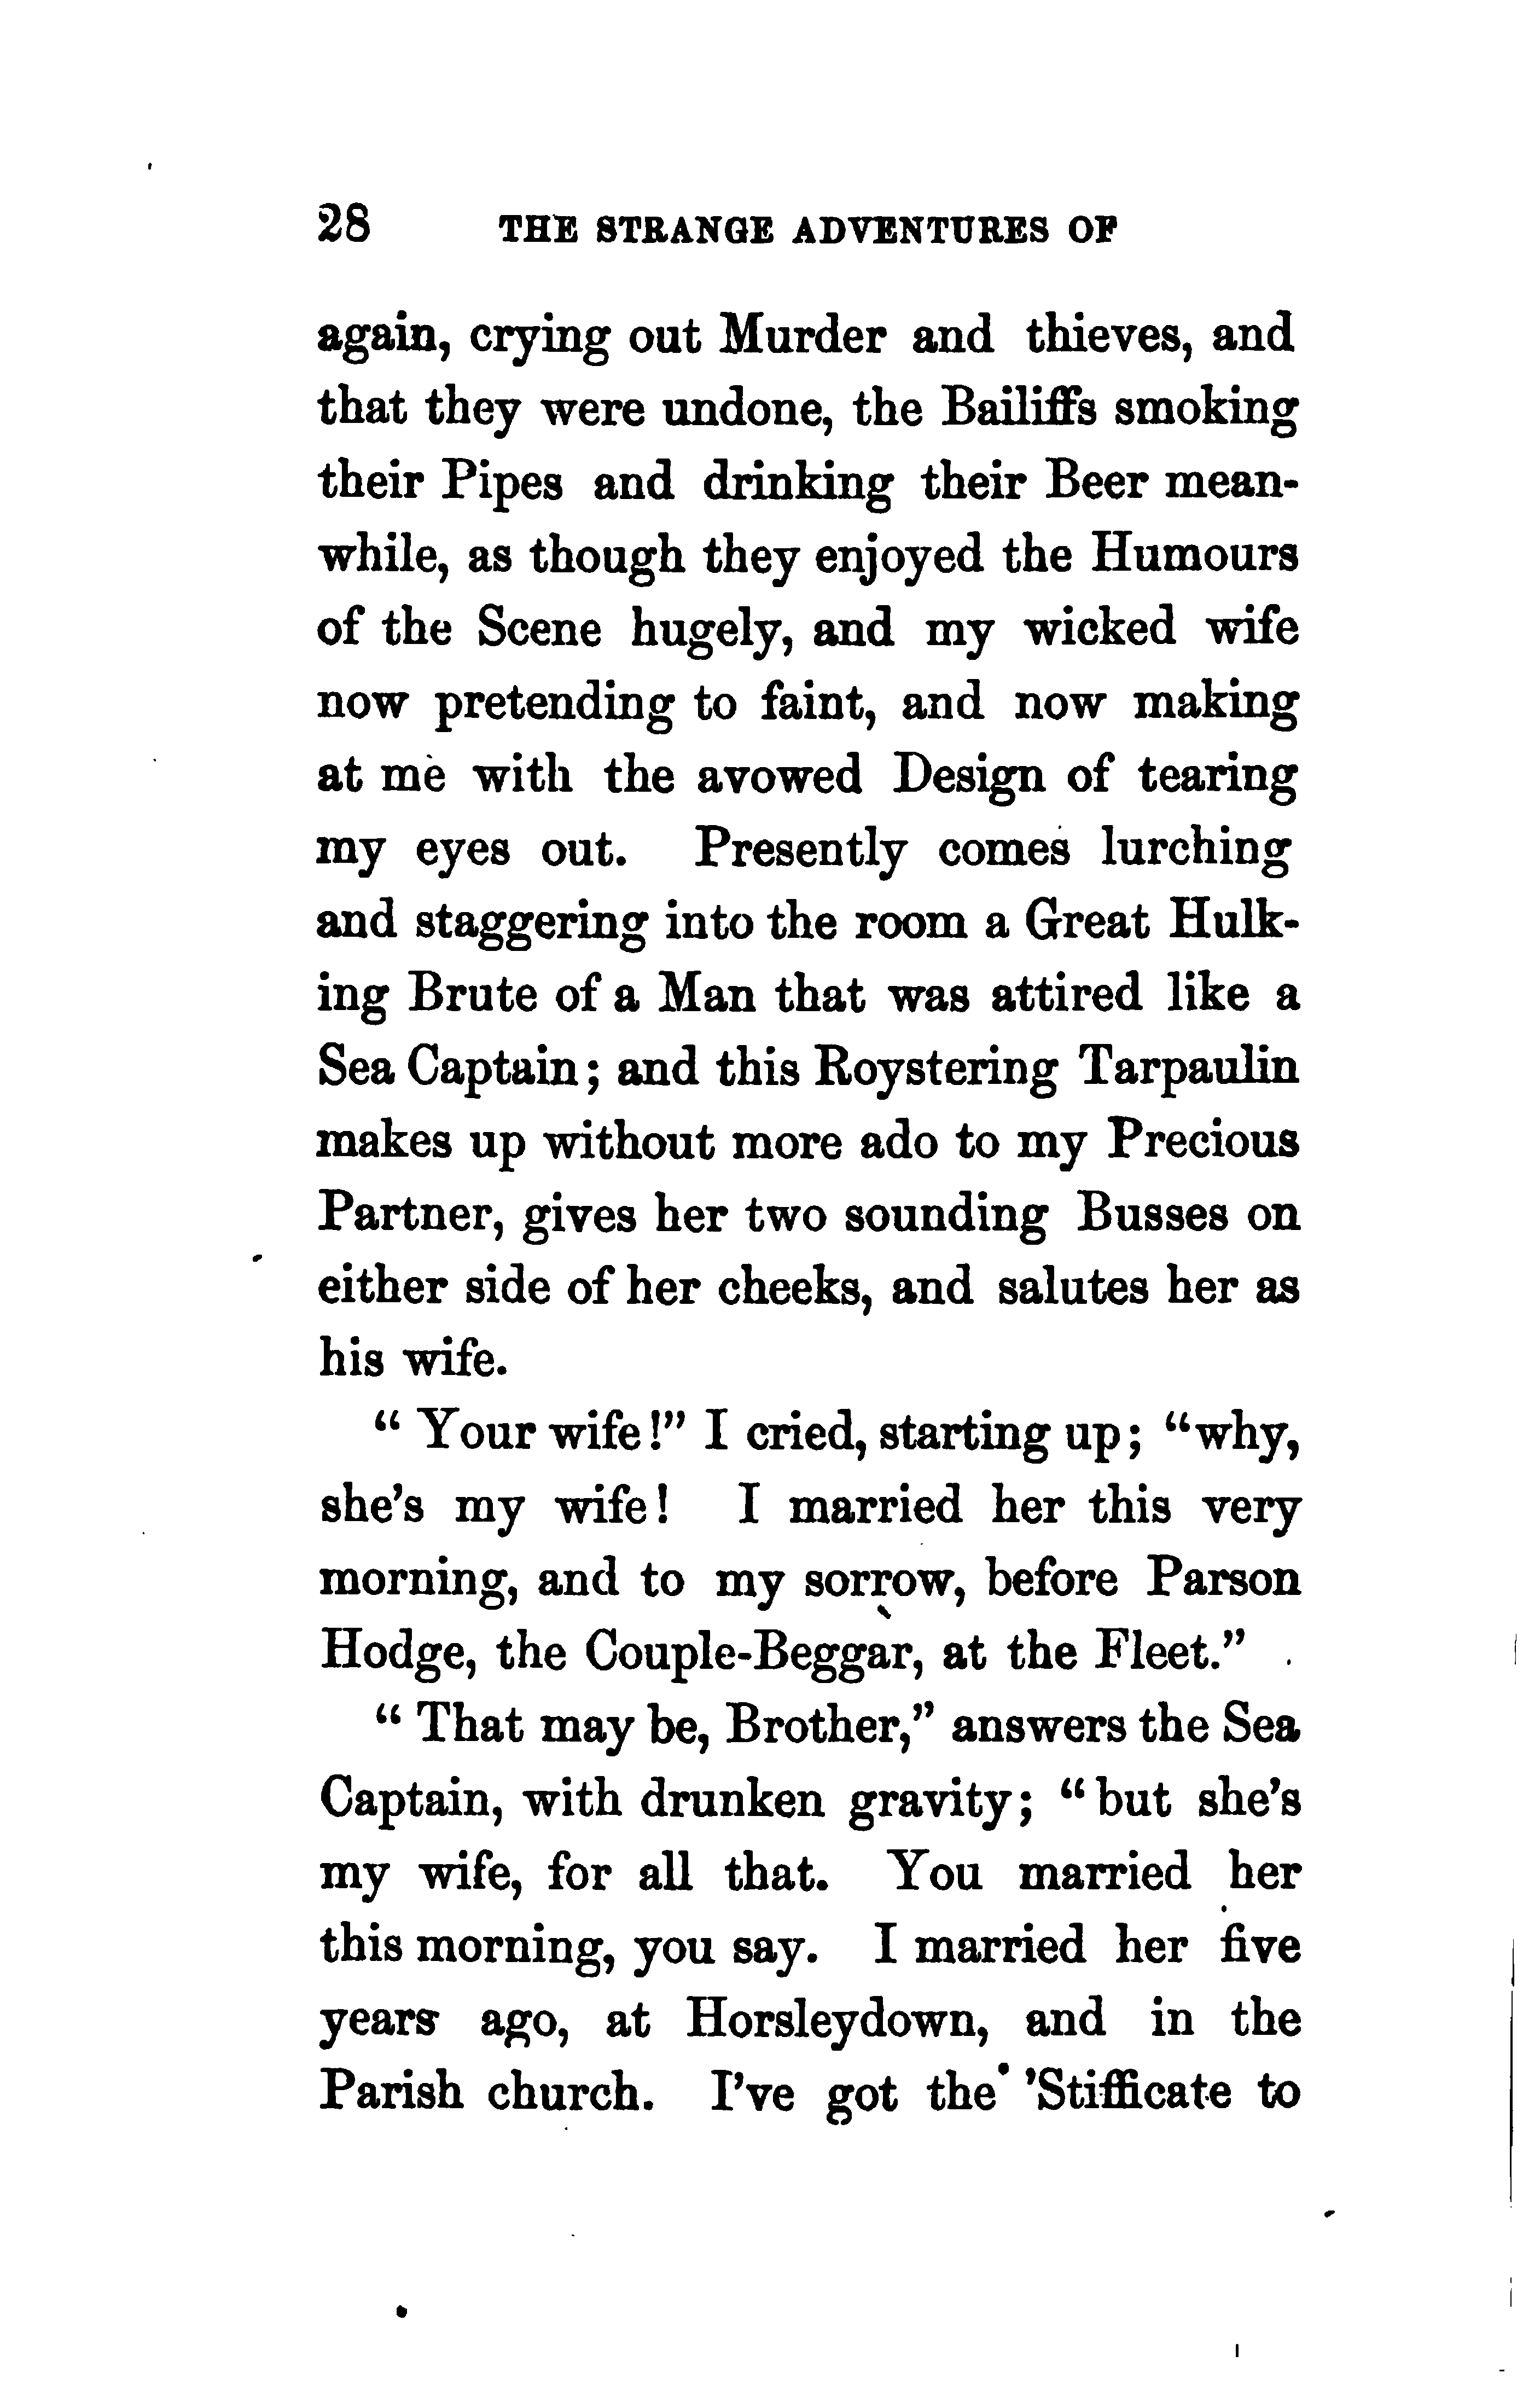 28 THE STRANGE ADVENTURES OF
again, crying out Murder and thieves, and
that they were undone, the Bailiffs smoking
their Pipes and drinking their Beer mean-
while, as though they enjoyed the Humours
of the Scene hugely, and my wicked wife
now pretending to faint, and now making
at me with the avowed Design of tearing
my eyes out. Presently comes lurching
and staggering into the room a Great Hulk-
ing Brute of a Man that was attired like a
Sea Captain; and this Roystering Tarpaulin
makes up without more ado to my Precious
Partner, gives her two sounding Busses on
either side of her cheeks, and salutes her as
his wife.
“ Your wife!” I cried, starting up; “why,
she’s my wife! I married her this very
morning, and to my sorrow, before Parson
Hodge, the Couple-Beggar, at the Fleet.”
“ That may be, Brother,” answers the Sea
Captain, with drunken gravity; “but she’s
my wife, for all that. You married her
this morning, you say. I married her five
years ago, at Horsleydown, and in the
Parish church. I’ve got the ’Stifficate to